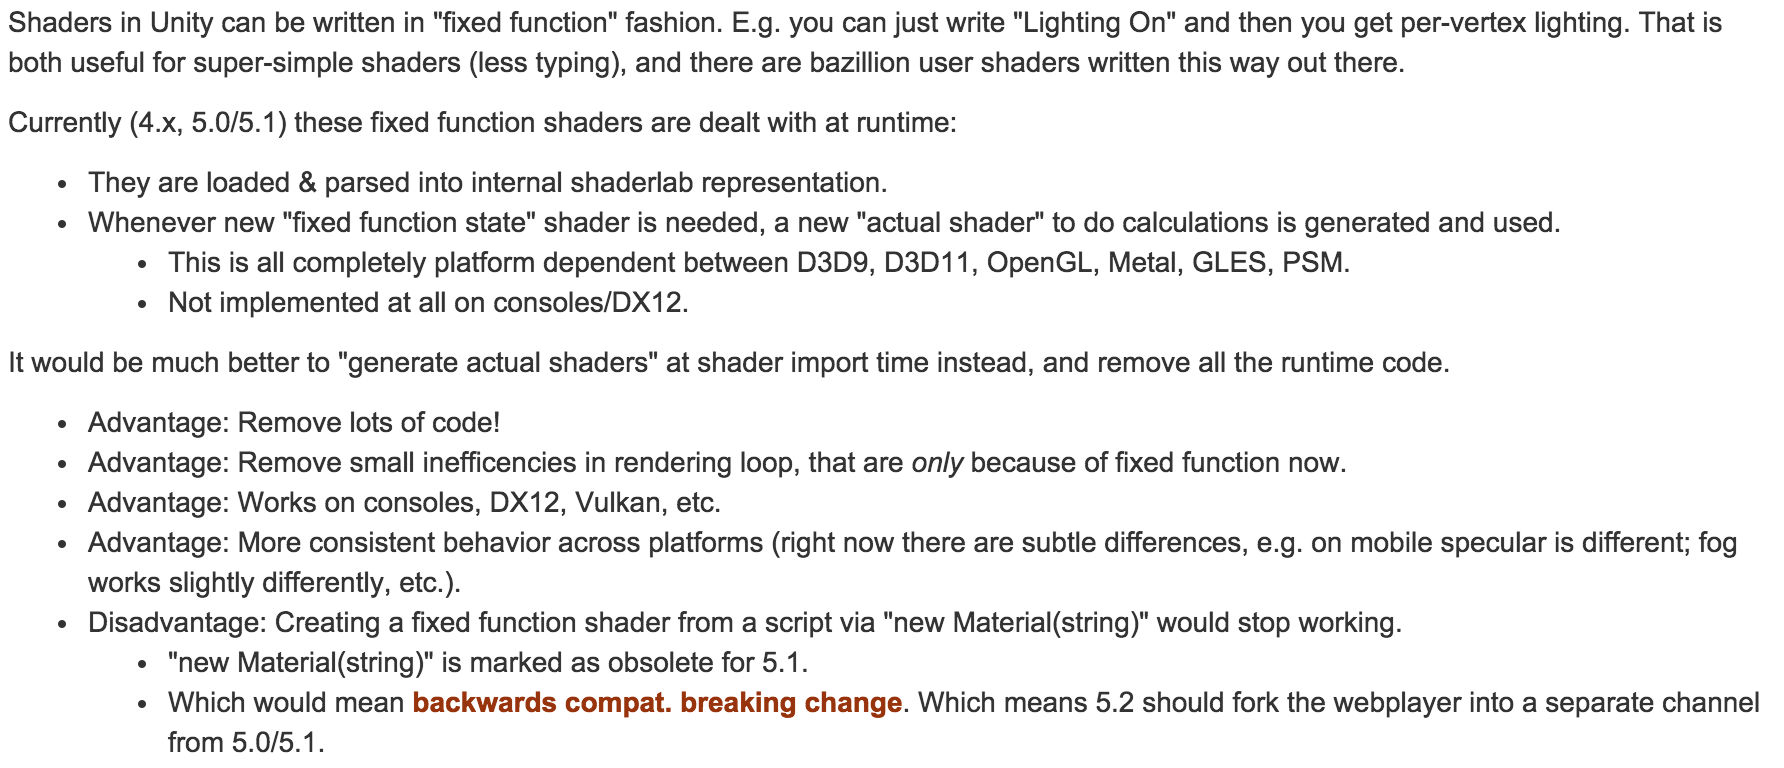 Shaders in Unity can be written in "fixed function" fashion. E.g. you can just write "Lighting On" and then you get per-vertex lighting. That is
both useful for super-simple shaders (less typing), and there are bazillion user shaders written this way out there.
Currently (4.x, 5.0/5.1) these fixed function shaders are dealt with at runtime:
• They are loaded & parsed into internal shaderlab representation.
• Whenever new "fixed function state" shader is needed, a new "actual shader" to do calculations is generated and used.
• This is all completely platform dependent between D3D9, D3D11, OpenGL, Metal, GLES, PSM.
• Not implemented at all on consoles/DX12.
It would be much better to "generate actual shaders" at shader import time instead, and remove all the runtime code.
• Advantage: Remove lots of code!
• Advantage: Remove small inefficencies in rendering loop, that are only because of fixed function now.
• Advantage: Works on consoles, DX12, Vulkan, etc.
• Advantage: More consistent behavior across platforms (right now there are subtle differences, e.g. on mobile specular is different; fog
works slightly differently, etc.).
• Disadvantage: Creating a fixed function shader from a script via "new Material(string)" would stop working.
• "new Material(string)" is marked as obsolete for 5.1.
• Which would mean backwards compat. breaking change. Which means 5.2 should fork the webplayer into a separate channel
from 5.0/5.1.